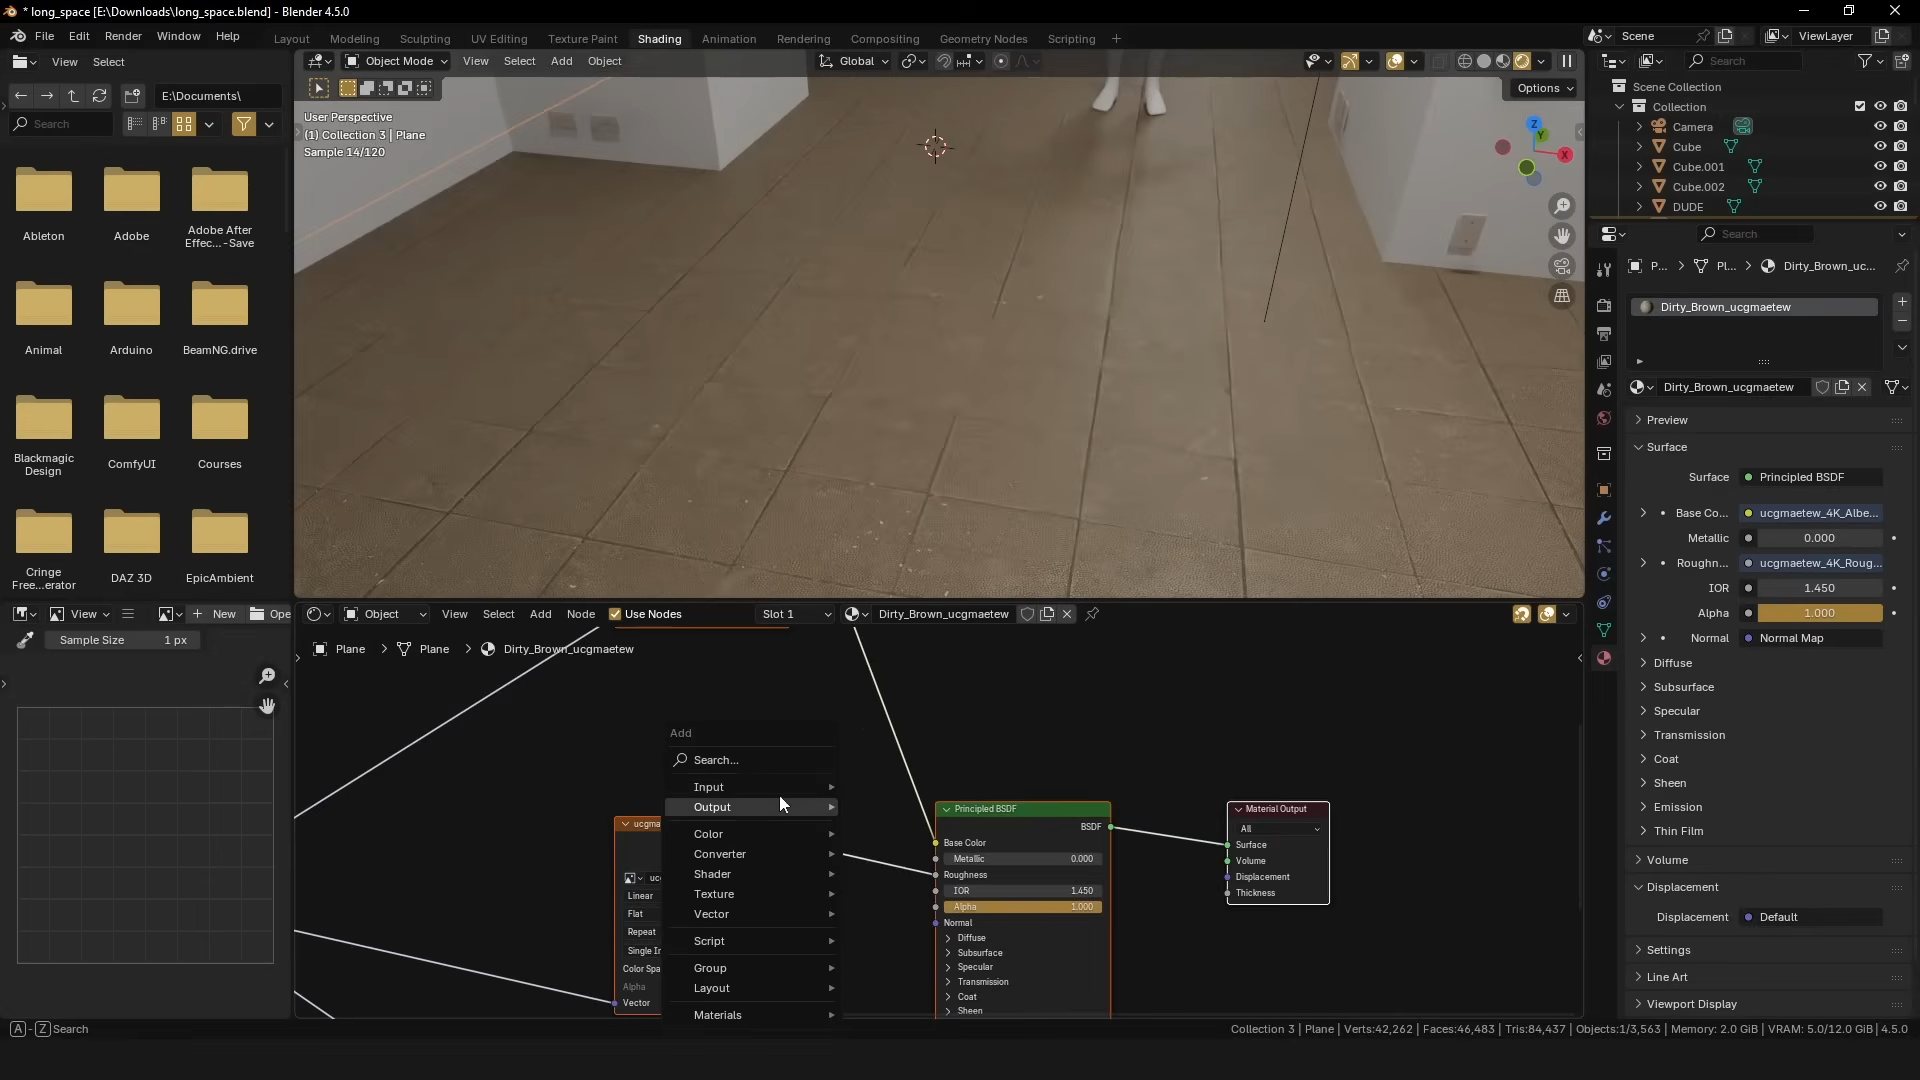 * long_space [E:\Downloads\long_space.blend] - Blender 4.5.0
File Edit Render Window Help Layout Modeling Sculpting UV Editing Texture Paint Shading Animation Rendering Compositing Geometry Nodes Scripting + Scene ViewLayer
View Select
Object Mode View Select Add Object Global
Search
E:\Documents\
Search
Options
User Perspective
(1) Collection 3 | Plane
Sample 14/120
Z
Y
X
Ableton
Adobe
Adobe After
Effec...-Save
Animal
Arduino
BeamNG.drive
Blackmagic
Design
ComfyUI
Courses
Cringe
Free...erator
DAZ 3D
EpicAmbient
Scene Collection
Collection
Camera
Cube
Cube.001
Cube.002
DUDE
Search
P... > Pl... > Dirty_Brown_uc...
Dirty_Brown_ucgmaetew
Dirty_Brown_ucgmaetew
Preview
Surface
Surface Principled BSDF
Base Co... ucgmaetew_4K_Albe...
Metallic 0.000
Roughn... ucgmaetew_4K_Roug...
IOR 1.450
Alpha 1.000
Normal Normal Map
Diffuse
Subsurface
Specular
Transmission
Coat
Sheen
Emission
Thin Film
Volume
Displacement
Displacement Default
Settings
Line Art
Viewport Display
View + New Ope
Sample Size 1 px
Object View Select Add Node Use Nodes Slot 1 Dirty_Brown_ucgmaetew
Plane > Plane > Dirty_Brown_ucgmaetew
Add
Search...
Input
Output
Color
Converter
Shader
Texture
Vector
Script
Group
Layout
Materials
ucgma
uc
Linear
Flat
Repeat
Single Ir
Color Spa
Alpha
Vector
Principled BSDF
BSDF
Base Color
Metallic 0.000
Roughness
IOR 1.450
Alpha 1.000
Normal
Diffuse
Subsurface
Specular
Transmission
Coat
Sheen
Material Output
All
Surface
Volume
Displacement
Thickness
A - Z Search
Collection 3 | Plane | Verts:42,262 | Faces:46,483 | Tris:84,437 | Objects:1/3,563 | Memory: 2.0 GiB | VRAM: 5.0/12.0 GiB | 4.5.0